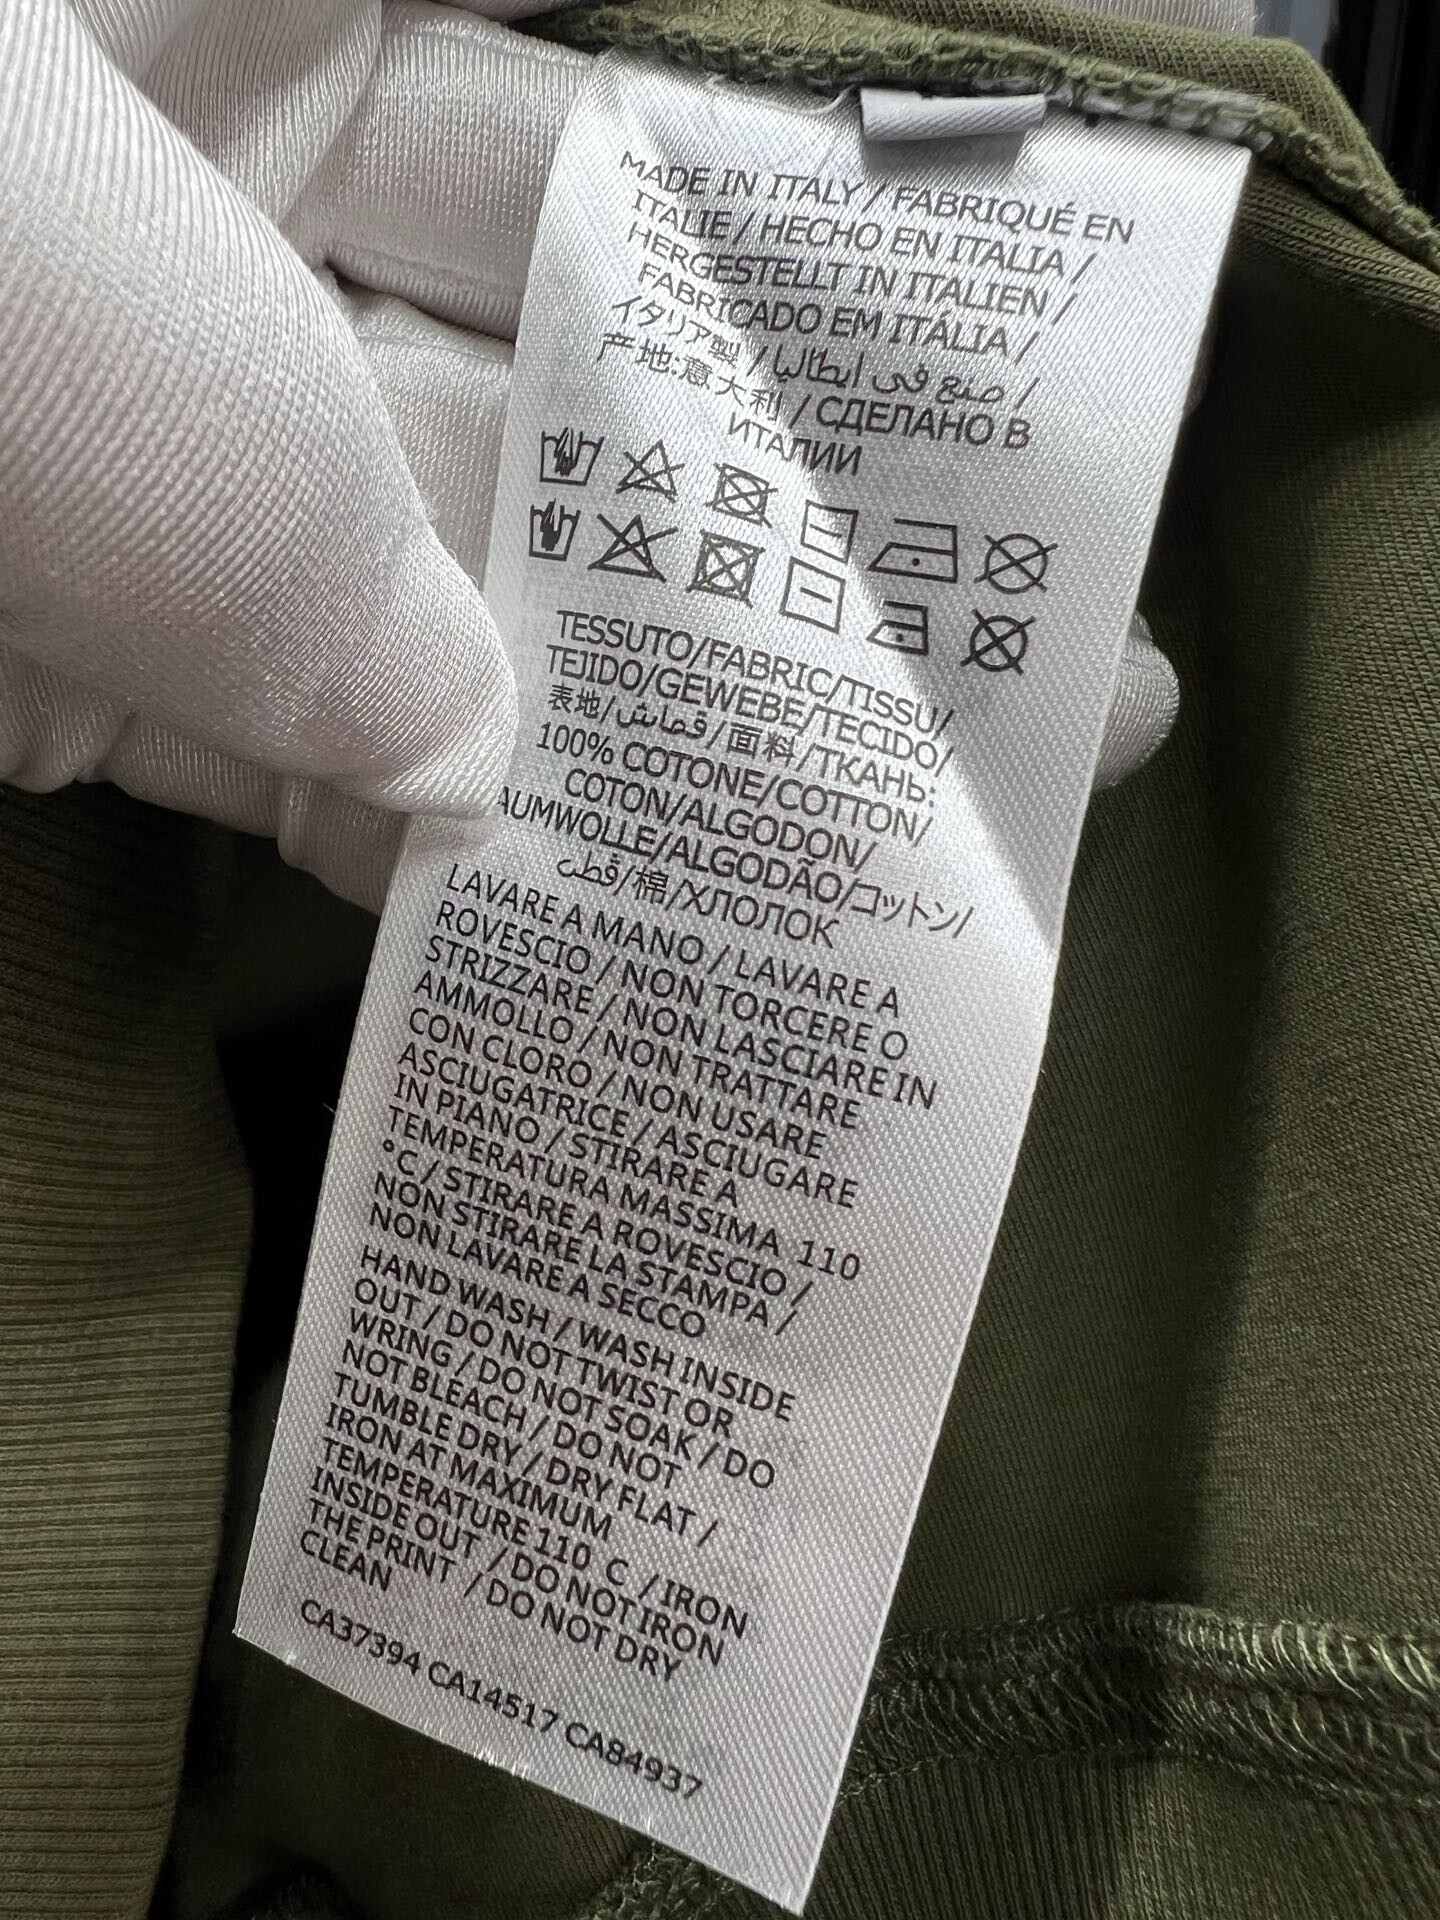 MADE IN ITALY / FABRIQUÉ EN
ITALIE / HECHO EN ITALIA /
HERGESTELLT IN ITALIEN /
FABRICADO EM ITÁLIA /
イタリア製 / صنع في ايطاليا /
产地:意大利 / СДЕЛАНО В
ИТАЛИИ
TESSUTO/FABRIC/TISSU/
TEJIDO/GEWEBE/TECIDO/
表地/قماش/面料/ТКАНЬ:
100% COTONE/COTTON/
COTON/ALGODON/
AUMWOLLE/ALGODÃO/コットン/
قطن/棉/ХЛОПОК
LAVARE A MANO / LAVARE A
ROVESCIO / NON TORCERE O
STRIZZARE / NON LASCIARE IN
AMMOLLO / NON TRATTARE
CON CLORO / NON USARE
ASCIUGATRICE / ASCIUGARE
IN PIANO / STIRARE A
TEMPERATURA MASSIMA 110
°C / STIRARE A ROVESCIO /
NON STIRARE LA STAMPA /
NON LAVARE A SECCO
HAND WASH / WASH INSIDE
OUT / DO NOT TWIST OR
WRING / DO NOT SOAK / DO
NOT BLEACH / DO NOT
TUMBLE DRY / DRY FLAT /
IRON AT MAXIMUM
TEMPERATURE 110 C / IRON
INSIDE OUT / DO NOT IRON
THE PRINT / DO NOT DRY
CLEAN
CA37394 CA14517 CA84937